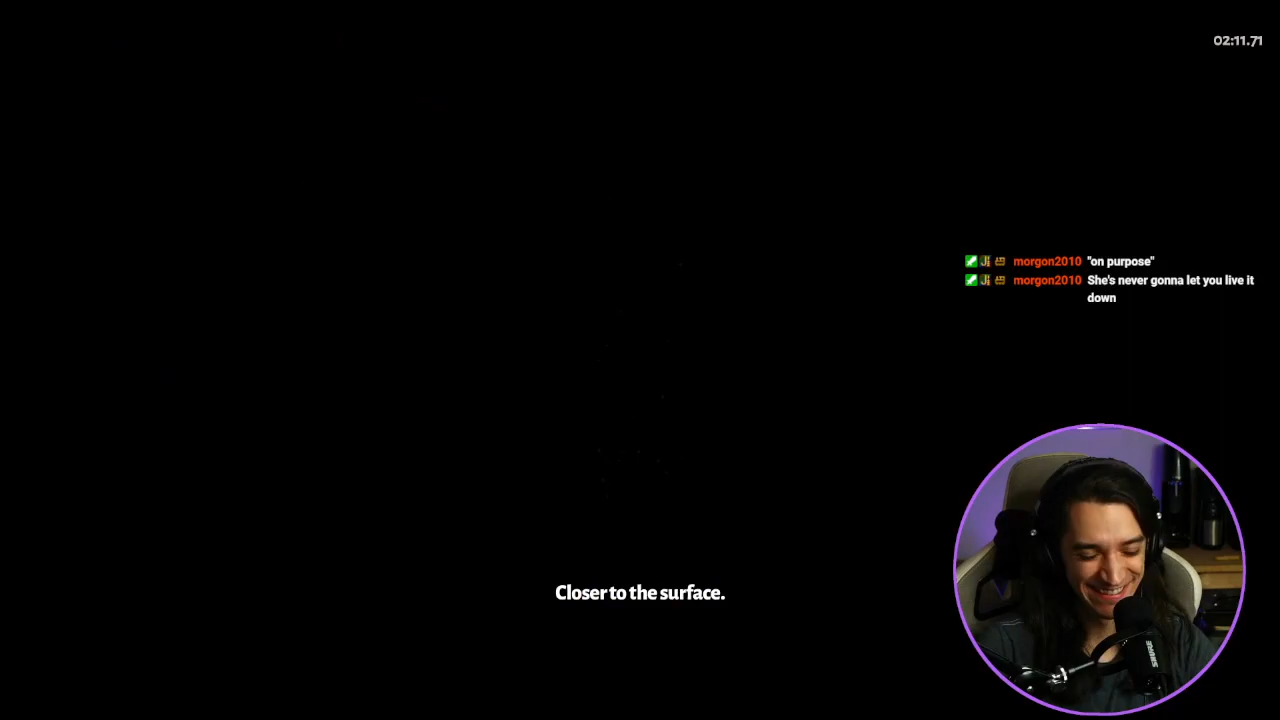 02:11.71
morgon2010 "on purpose"
morgon2010 She's never gonna let you live it
down
Closer to the surface.
SHURE